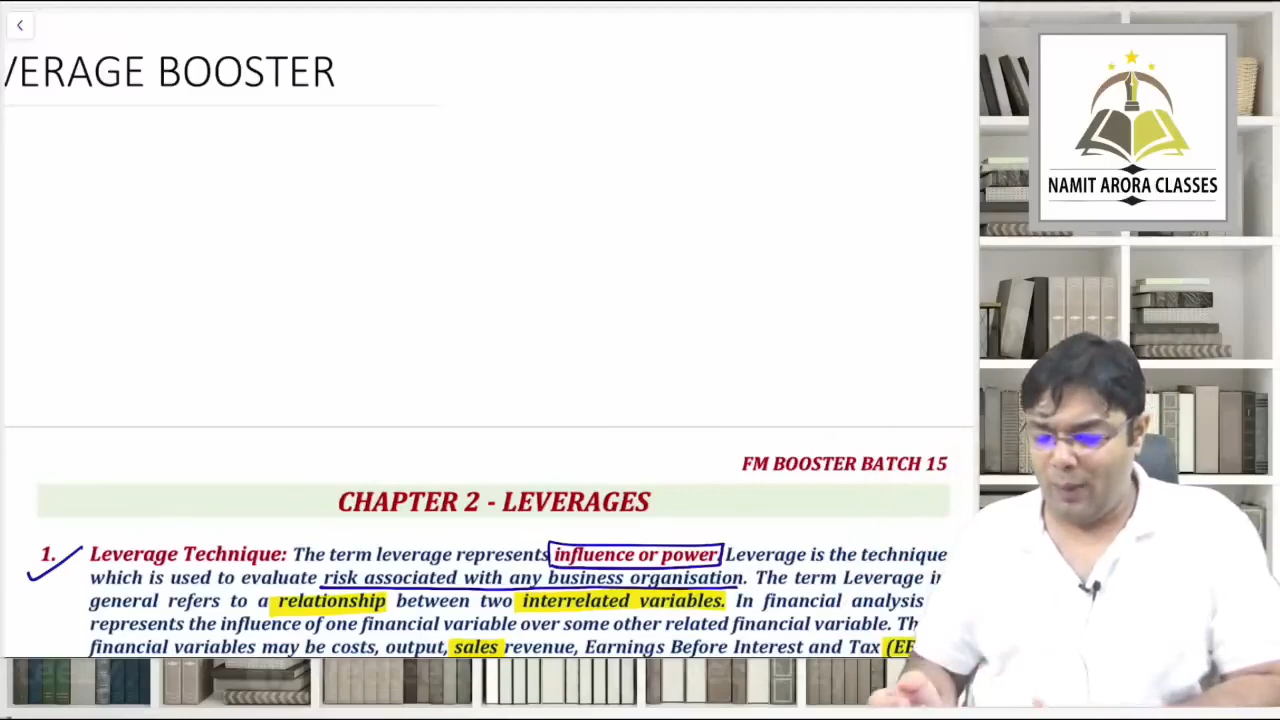 VERAGE BOOSTER
NAMIT ARORA CLASSES
FM BOOSTER BATCH 15
CHAPTER 2 - LEVERAGES
1. Leverage Technique: The term leverage represents influence or power. Leverage is the technique
which is used to evaluate risk associated with any business organisation. The term Leverage in
general refers to a relationship between two interrelated variables. In financial analysis
represents the influence of one financial variable over some other related financial variable. Th
financial variables may be costs, output, sales revenue, Earnings Before Interest and Tax (EE